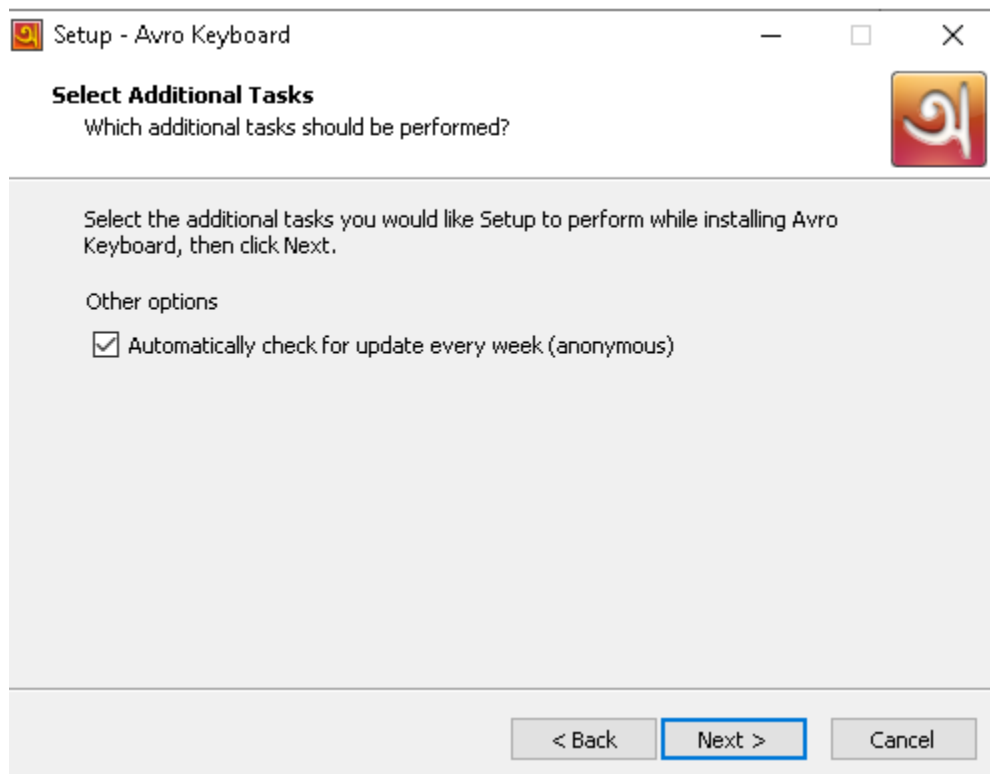 Setup - Avro Keyboard
Select Additional Tasks
Which additional tasks should be performed?
অ
Select the additional tasks you would like Setup to perform while installing Avro
Keyboard, then click Next.
Other options
Automatically check for update every week (anonymous)
< Back
Next >
Cancel